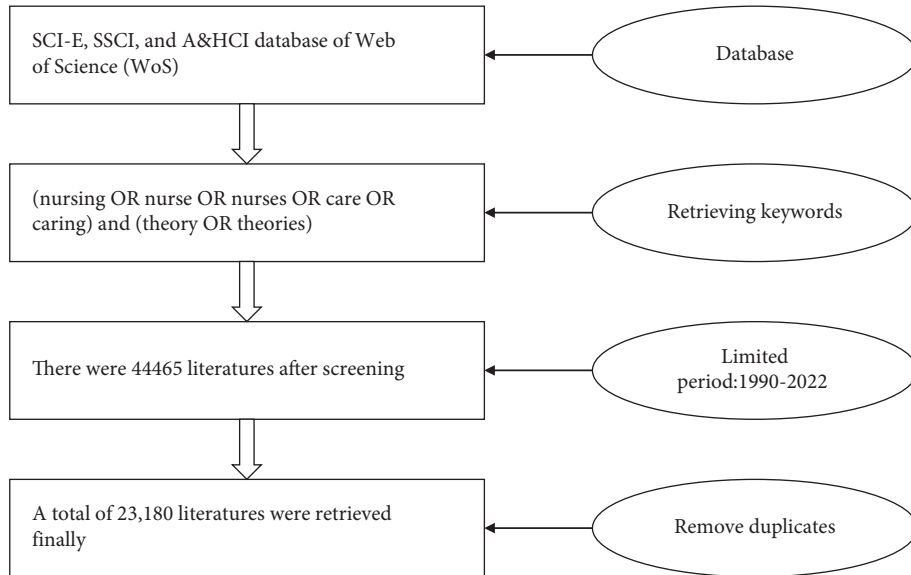 SCI-E, SSCI, and A&HCI database of Web
of Science (WoS)
Database
(nursing OR nurse OR nurses OR care OR
caring) and (theory OR theories)
Retrieving keywords
There were 44465 literatures after screening
Limited
period:1990-2022
A total of 23,180 literatures were retrieved
finally
Remove duplicates